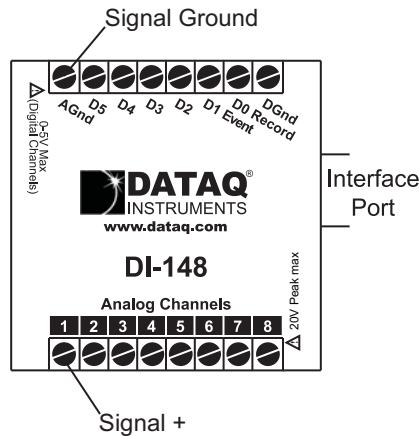 Signal Ground
AGnd D5 D4 D3 D2 D1 Event D0 Record DGnd
0-5V Max
(Digital Channels)
DATAQ®
INSTRUMENTS
www.dataq.com
Interface
Port
DI-148
Analog Channels
20V Peak max
1 2 3 4 5 6 7 8
Signal +